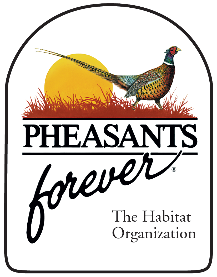 PHEASANTS
forever®
The Habitat
Organization